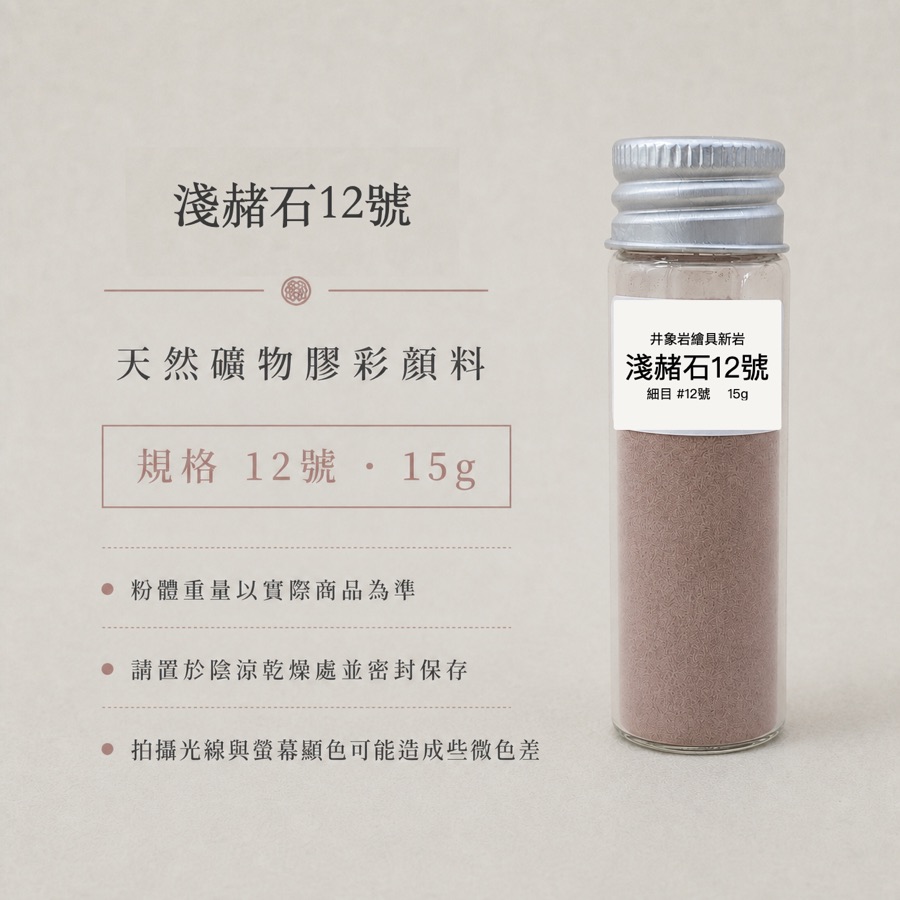 淺赭石12號
天然礦物膠彩顏料
規格 12號 · 15g
粉體重量以實際商品為準
請置於陰涼乾燥處並密封保存
拍攝光線與螢幕顯色可能造成些微色差
井象岩繪具新岩
淺赭石12號
細目 #12號 15g